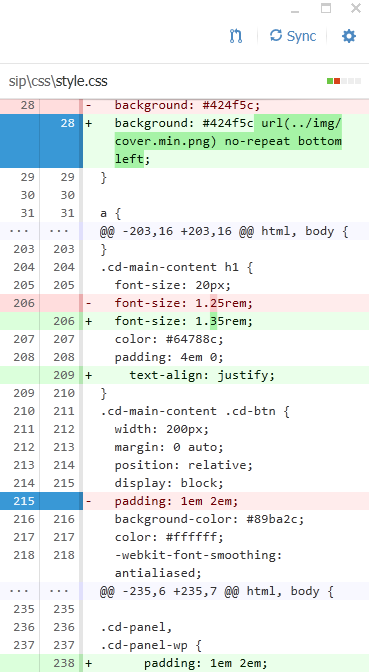 Sync
sip\css\style.css
28 - background: #424f5c;
28 + background: #424f5c url(../img/
cover.min.png) no-repeat bottom
left;
29 29 }
30 30
31 31 a {
··· ··· @@ -203,16 +203,16 @@ html, body {
203 203 }
204 204 .cd-main-content h1 {
205 205 font-size: 20px;
206 - font-size: 1.25rem;
206 + font-size: 1.35rem;
207 207 color: #64788c;
208 208 padding: 4em 0;
209 + text-align: justify;
209 210 }
210 211 .cd-main-content .cd-btn {
211 212 width: 200px;
212 213 margin: 0 auto;
213 214 position: relative;
214 215 display: block;
215 - padding: 1em 2em;
216 216 background-color: #89ba2c;
217 217 color: #ffffff;
218 218 -webkit-font-smoothing:
antialiased;
··· ··· @@ -235,6 +235,7 @@ html, body {
235 235
236 236 .cd-panel,
237 237 .cd-panel-wp {
238 + padding: 1em 2em;